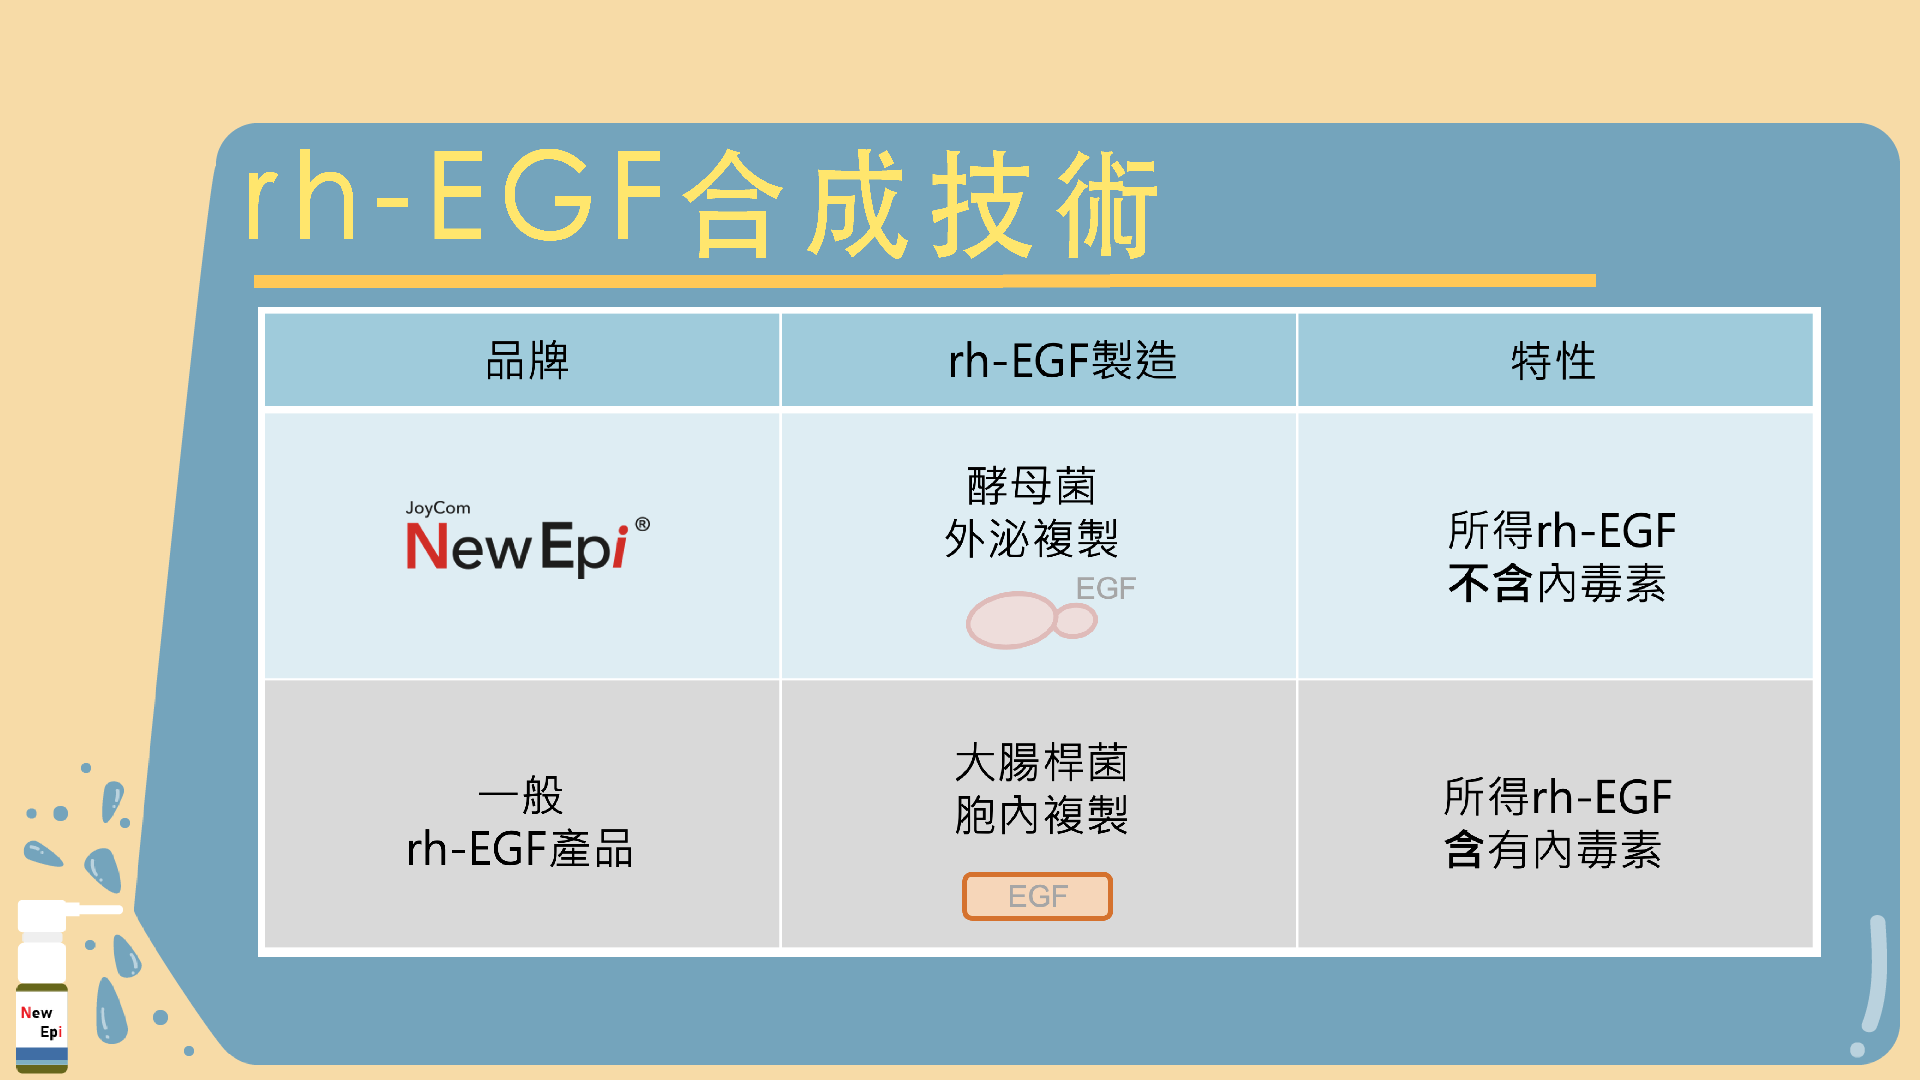 rh-EGF合成技術
品牌
rh-EGF製造
特性
JoyCom
NewEpi®
酵母菌
外泌複製
EGF
所得rh-EGF
不含內毒素
一般
rh-EGF產品
大腸桿菌
胞內複製
EGF
所得rh-EGF
含有內毒素
New
Epi